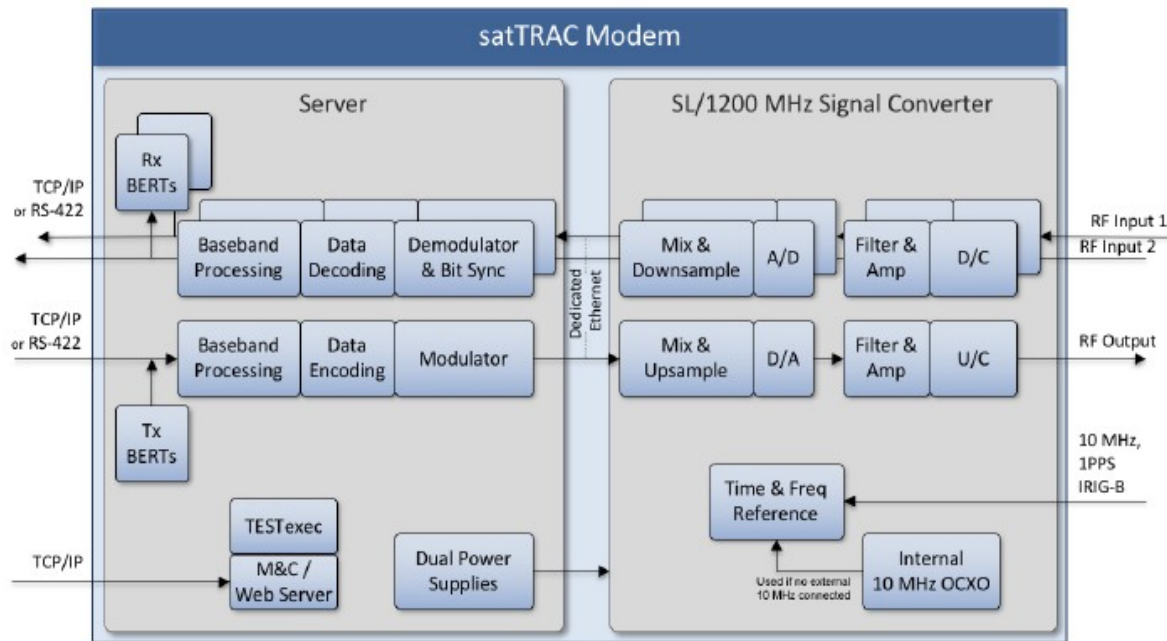 satTRAC Modem
Server
SL/1200 MHz Signal Converter
Rx
BERTs
TCP/IP
or RS-422
Baseband
Processing
Data
Decoding
Demodulator
& Bit Sync
Dedicated
Ethernet
Mix &
Downsample
A/D
Filter &
Amp
D/C
RF Input 1
RF Input 2
TCP/IP
or RS-422
Baseband
Processing
Data
Encoding
Modulator
Mix &
Upsample
D/A
Filter &
Amp
U/C
RF Output
Tx
BERTs
10 MHz,
1PPS
IRIG-B
Time & Freq
Reference
TESTexec
M&C /
Web Server
TCP/IP
Dual Power
Supplies
Used if no external
10 MHz connected
Internal
10 MHz OCXO